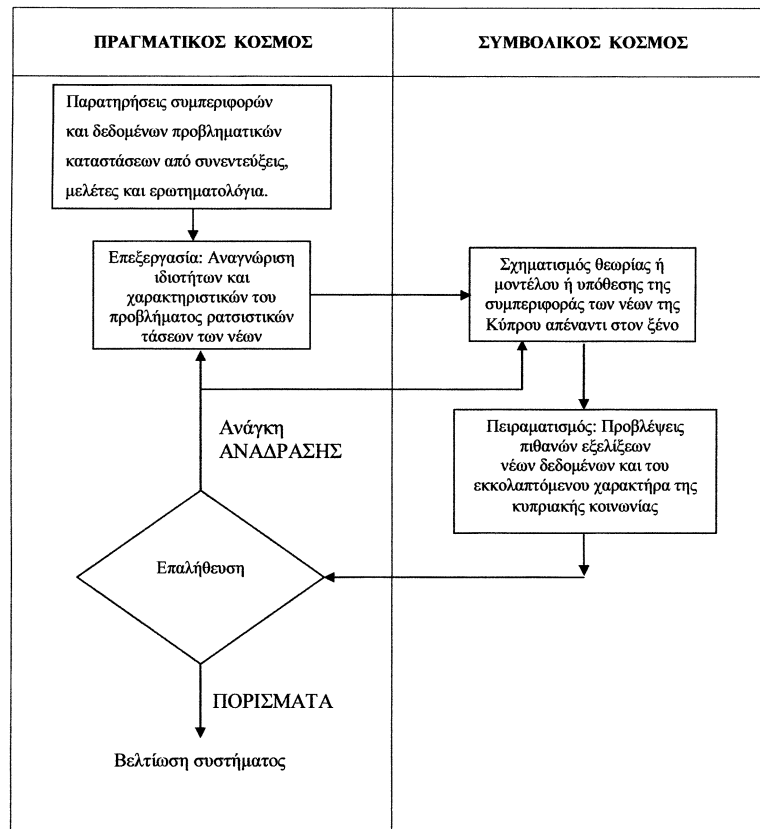 ΠΡΑΓΜΑΤΙΚΟΣ ΚΟΣΜΟΣ
ΣΥΜΒΟΛΙΚΟΣ ΚΟΣΜΟΣ
Παρατηρήσεις συμπεριφορών
και δεδομένων προβληματικών
καταστάσεων από συνεντεύξεις,
μελέτες και ερωτηματολόγια.
Επεξεργασία: Αναγνώριση
ιδιοτήτων και
χαρακτηριστικών του
προβλήματος ρατσιστικών
τάσεων των νέων
Σχηματισμός θεωρίας ή
μοντέλου ή υπόθεσης της
συμπεριφοράς των νέων της
Κύπρου απέναντι στον ξένο
Ανάγκη
ΑΝΑΔΡΑΣΗΣ
Πειραματισμός: Προβλέψεις
πιθανών εξελίξεων
νέων δεδομένων και του
εκκολαπτόμενου χαρακτήρα της
κυπριακής κοινωνίας
Επαλήθευση
ΠΟΡΙΣΜΑΤΑ
Βελτίωση συστήματος